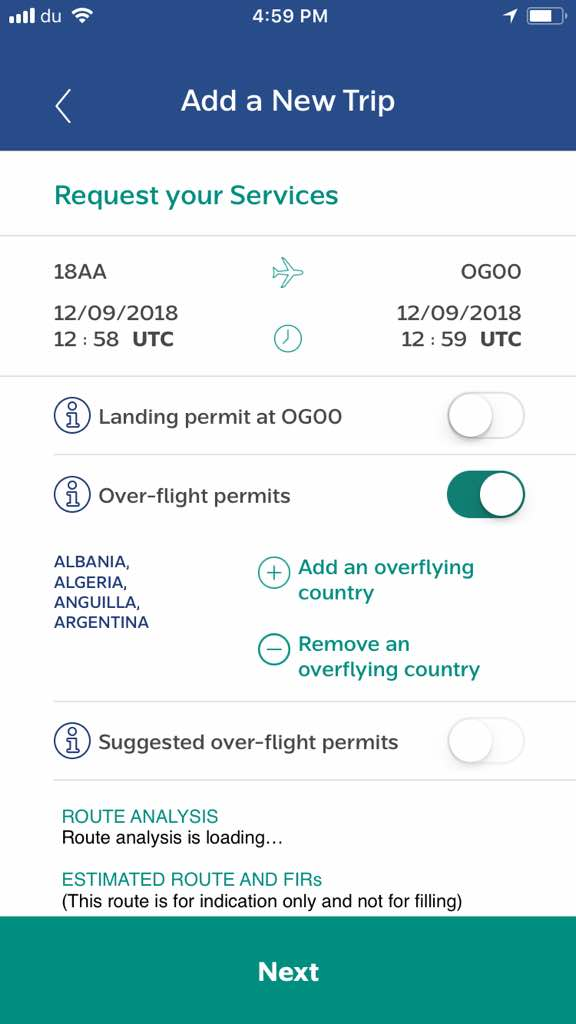 du 4:59 PM
Add a New Trip
Request your Services
18AA OGOO
12/09/2018 12/09/2018
12 : 58 UTC 12 : 59 UTC
Landing permit at OGOO
Over-flight permits
ALBANIA,
ALGERIA,
ANGUILLA,
ARGENTINA
Add an overflying
country
Remove an
overflying country
Suggested over-flight permits
ROUTE ANALYSIS
Route analysis is loading...
ESTIMATED ROUTE AND FIRs
(This route is for indication only and not for filling)
Next